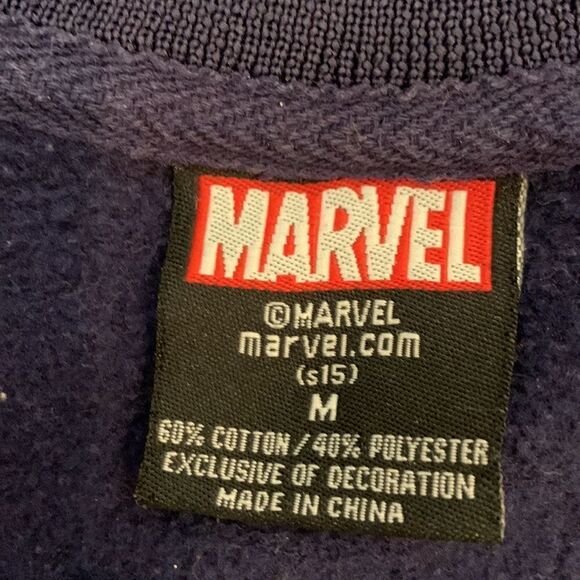 MARVEL
©MARVEL
marvel.com
(s15)
M
60% COTTON/40% POLYESTER
EXCLUSIVE OF DECORATION
MADE IN CHINA